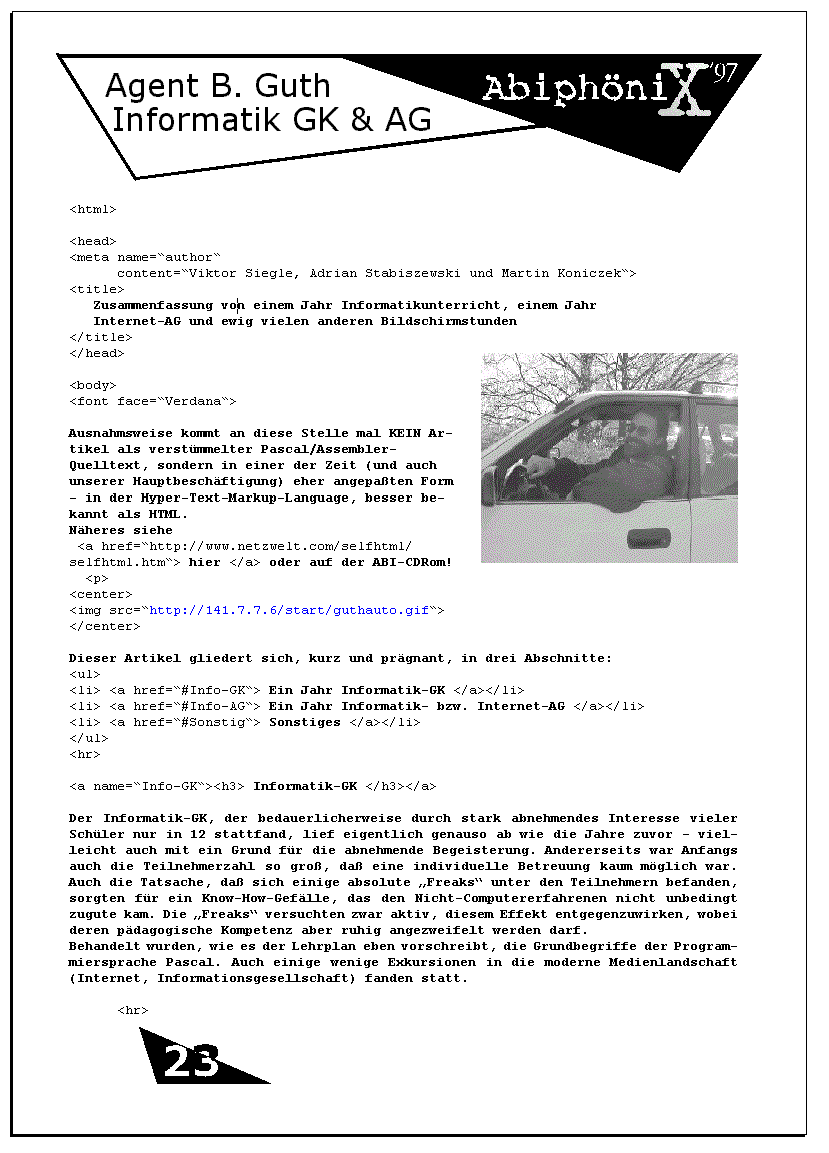 Agent B. Guth
Informatik GK & AG
AbiphöniX '97
<html>
<head>
<meta name=“author“
content=“Viktor Siegle, Adrian Stabiszewski und Martin Koniczek“>
<title>
Zusammenfassung von einem Jahr Informatikunterricht, einem Jahr
Internet-AG und ewig vielen anderen Bildschirmstunden
</title>
</head>
<body>
<font face=“Verdana“>
Ausnahmsweise kommt an diese Stelle mal KEIN Ar-
tikel als verstümmelter Pascal/Assembler-
Quelltext, sondern in einer der Zeit (und auch
unserer Hauptbeschäftigung) eher angepaßten Form
- in der Hyper-Text-Markup-Language, besser be-
kannt als HTML.
Näheres siehe
<a href=“http://www.netzwelt.com/selfhtml/
selfhtml.htm“> hier </a> oder auf der ABI-CDRom!
<p>
<center>
<img src=“http://141.7.7.6/start/guthauto.gif“>
</center>
Dieser Artikel gliedert sich, kurz und prägnant, in drei Abschnitte:
<ul>
<li> <a href=“#Info-GK“> Ein Jahr Informatik-GK </a></li>
<li> <a href=“#Info-AG“> Ein Jahr Informatik- bzw. Internet-AG </a></li>
<li> <a href=“#Sonstig“> Sonstiges </a></li>
</ul>
<hr>
<a name=“Info-GK“><h3> Informatik-GK </h3></a>
Der Informatik-GK, der bedauerlicherweise durch stark abnehmendes Interesse vieler
Schüler nur in 12 stattfand, lief eigentlich genauso ab wie die Jahre zuvor - viel-
leicht auch mit ein Grund für die abnehmende Begeisterung. Andererseits war Anfangs
auch die Teilnehmerzahl so groß, daß eine individuelle Betreuung kaum möglich war.
Auch die Tatsache, daß sich einige absolute „Freaks“ unter den Teilnehmern befanden,
sorgten für ein Know-How-Gefälle, das den Nicht-Computererfahrenen nicht unbedingt
zugute kam. Die „Freaks“ versuchten zwar aktiv, diesem Effekt entgegenzuwirken, wobei
deren pädagogische Kompetenz aber ruhig angezweifelt werden darf.
Behandelt wurden, wie es der Lehrplan eben vorschreibt, die Grundbegriffe der Program-
miersprache Pascal. Auch einige wenige Exkursionen in die moderne Medienlandschaft
(Internet, Informationsgesellschaft) fanden statt.
<hr>
23